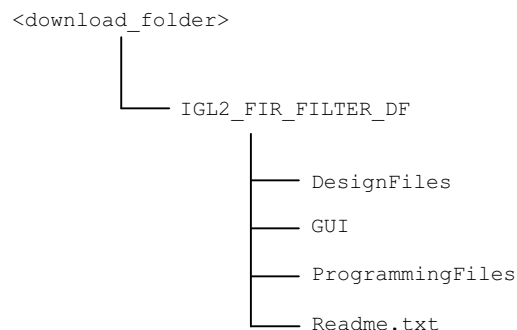 <download_folder>
IGL2_FIR_FILTER_DF
DesignFiles
GUI
ProgrammingFiles
Readme.txt